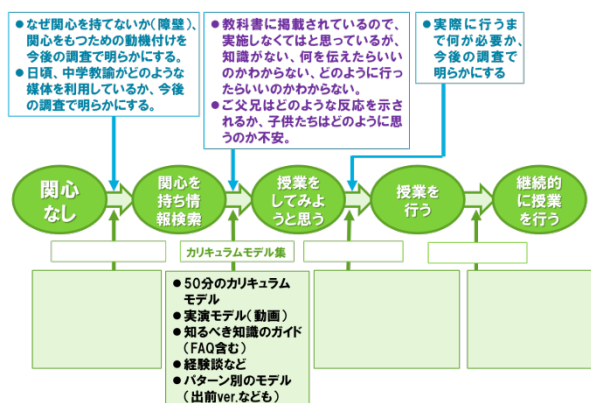 ●なぜ関心を持てないか(障壁)、
関心をもつための動機付けを
今後の調査で明らかにする。
●日頃、中学教諭がどのような
媒体を利用しているか、今後
の調査で明らかにする。
●教科書に掲載されているので、
実施しなくてはと思っているが、
知識がない、何を伝えたらいい
のかわからない、どのように行っ
たらいいのかわからない。
●ご父兄はどのような反応を示さ
れるか、子供たちはどのように思
うのか不安。
●実際に行うま
で何が必要か、
今後の調査で
明らかにする
関心
なし
関心を
持ち情
報検索
授業を
してみよ
うと思う
授業を
行う
継続的
に授業
を行う
カリキュラムモデル集
●50分のカリキュラム
モデル
●実演モデル(動画)
●知るべき知識のガイド
(FAQ含む)
●経験談など
●パターン別のモデル
(出前ver.なども)